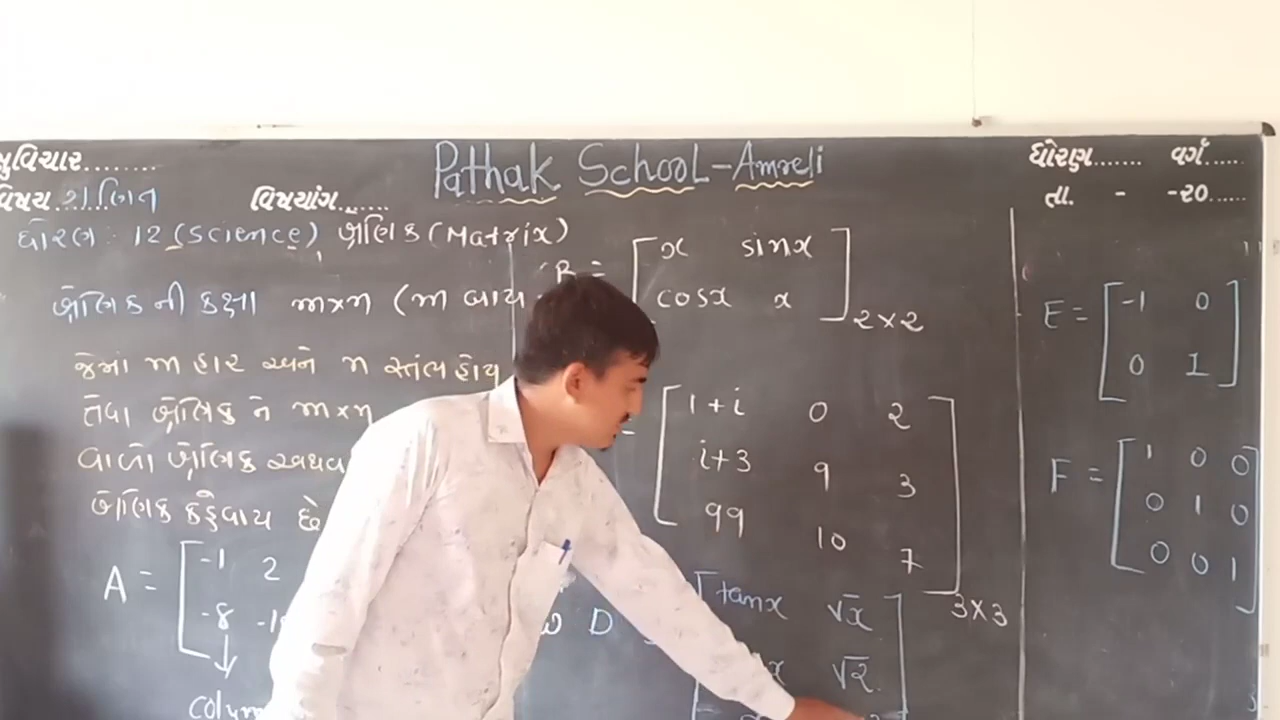 સુવિચાર........
Pathak School-Amreli
ધોરણ....... વર્ગ.....
વિષય ગણિત વિષયાંગ.......
તા. - -૨૦......
ધોરણ : 12 (Science), શ્રેણિક (Matrix)
શ્રેણિક ની કક્ષા m×n (m બાય
જેમાં m હાર અને n સ્તંભ હોય
તેવા શ્રેણિક ને m×n
વાળો શ્રેણિક અથવા
શ્રેણિક કહેવાય છે
A = -1 2
-8
colum
B = x sinx
cosx x
2×2
= 1+i 0 2
i+3 9 3
99 10 7
3×3
D
tanx √x
x √2
E = -1 0
0 1
F = 1 0 0
0 1 0
0 0 1